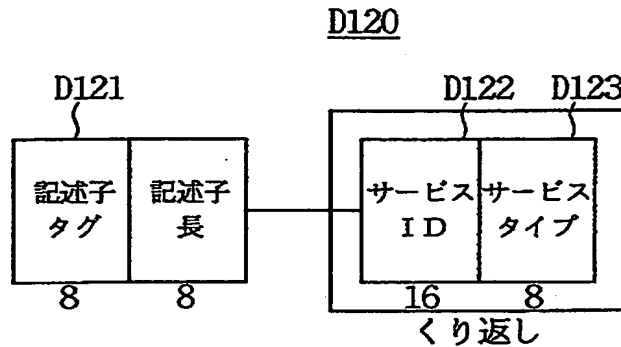 D120
D121
D122
D123
記述子
タグ
記述子
長
サービス
ID
サービス
タイプ
8
8
16
8
くり返し